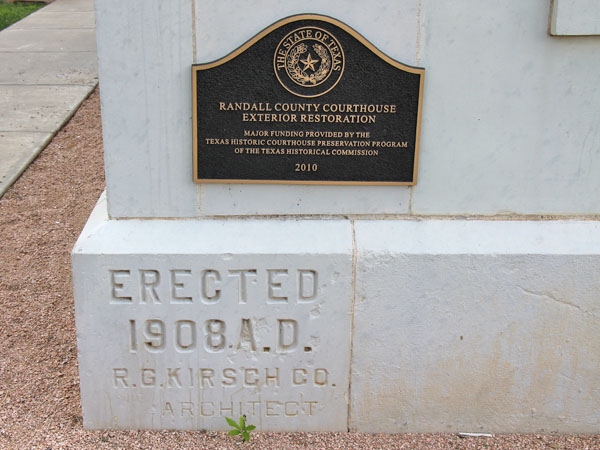 THE STATE OF TEXAS
RANDALL COUNTY COURTHOUSE
EXTERIOR RESTORATION
MAJOR FUNDING PROVIDED BY THE
TEXAS HISTORIC COURTHOUSE PRESERVATION PROGRAM
OF THE TEXAS HISTORICAL COMMISSION
2010
ERECTED
1908 A.D.
R.G. KIRSCH CO.
ARCHITECT